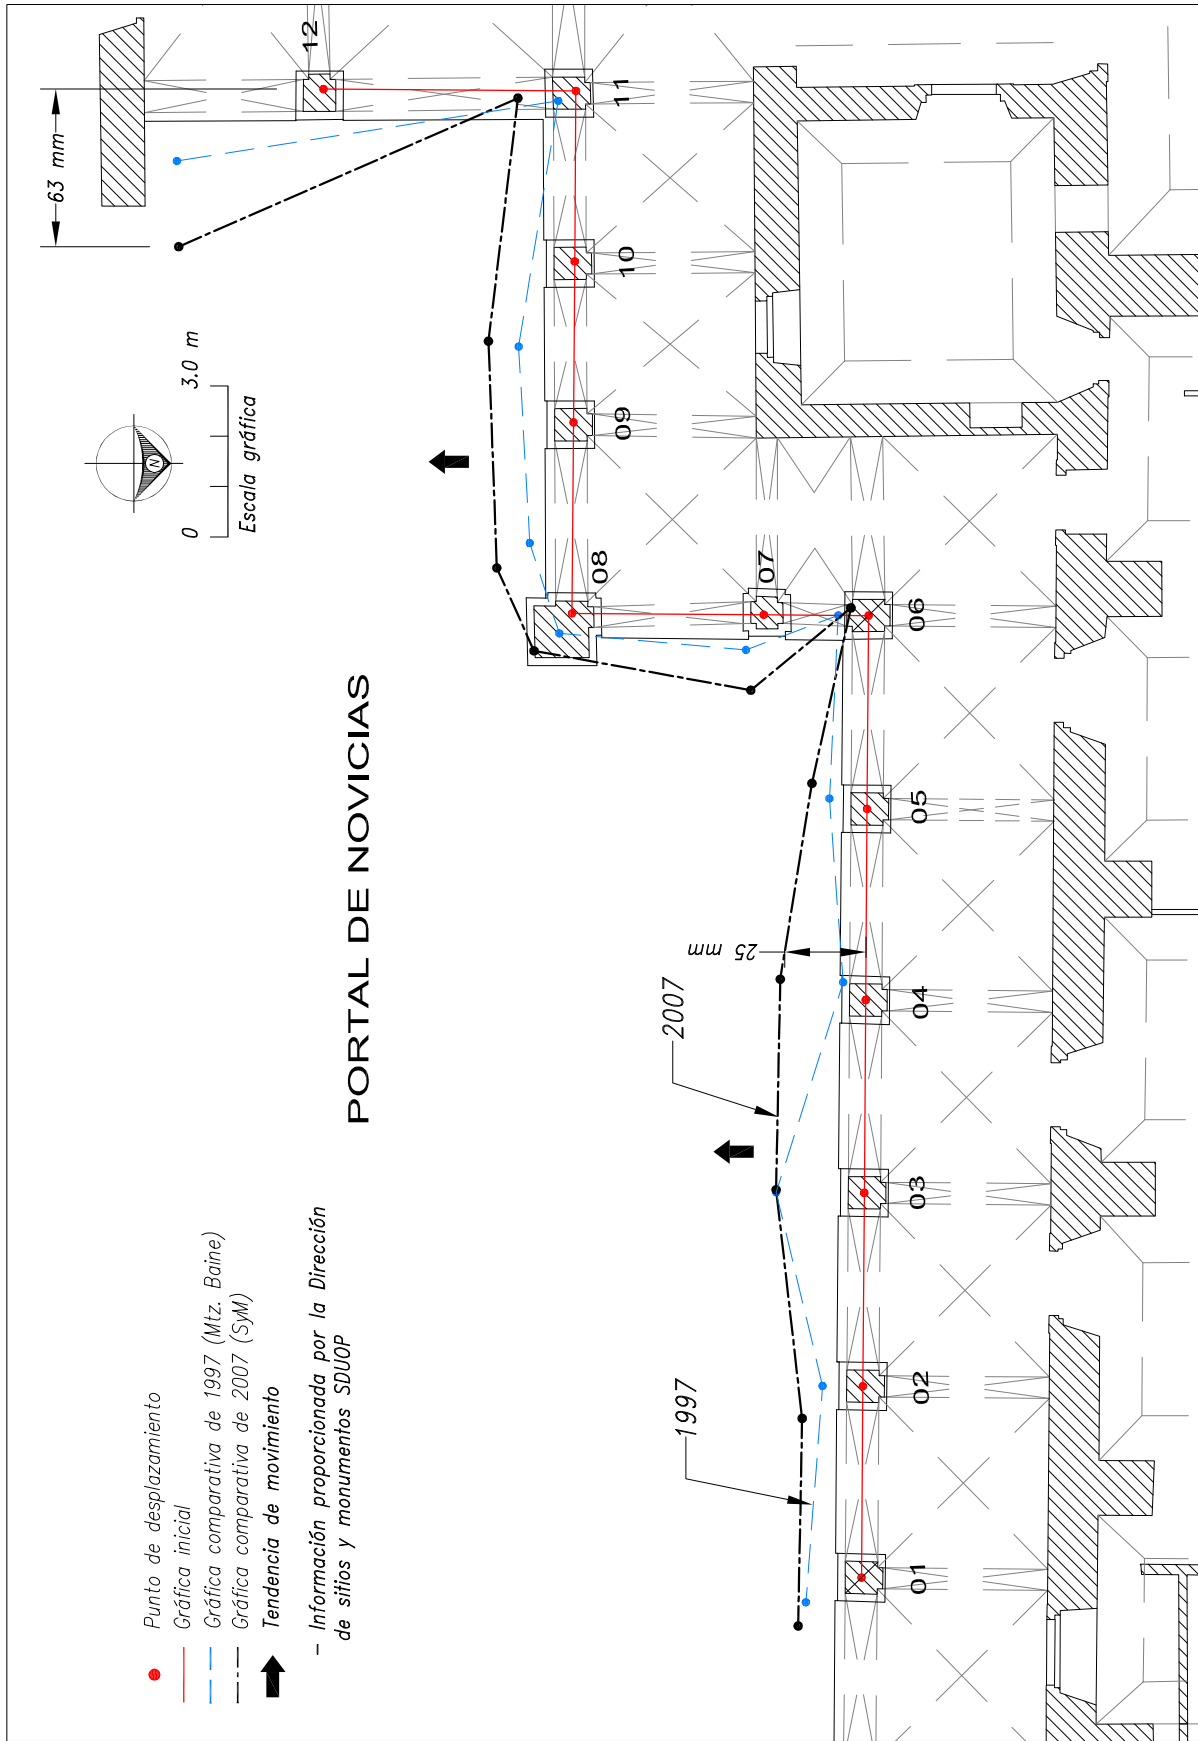 PORTAL DE NOVICIAS
Punto de desplazamiento
Gráfica inicial
Gráfica comparativa de 1997 (Mtz. Baine)
Gráfica comparativa de 2007 (SyM)
Tendencia de movimiento
- Información proporcionada por la Dirección
de sitios y monumentos SDUOP
N
0
3.0 m
Escala gráfica
63 mm
25 mm
1997
2007
01
02
03
04
05
06
07
08
09
10
11
12